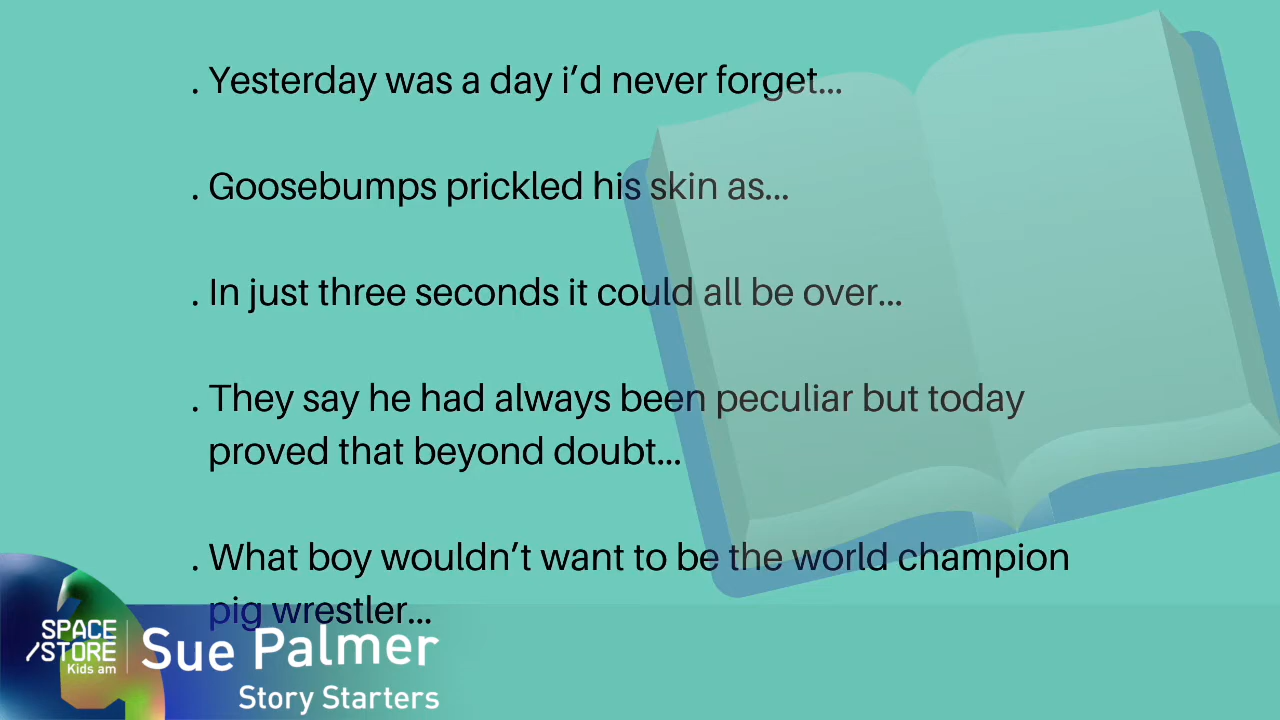 . Yesterday was a day i’d never forget...
. Goosebumps prickled his skin as...
. In just three seconds it could all be over...
. They say he had always been peculiar but today
proved that beyond doubt...
. What boy wouldn’t want to be the world champion
pig wrestler...
SPACE
/STORE
Kids am
Sue Palmer
Story Starters